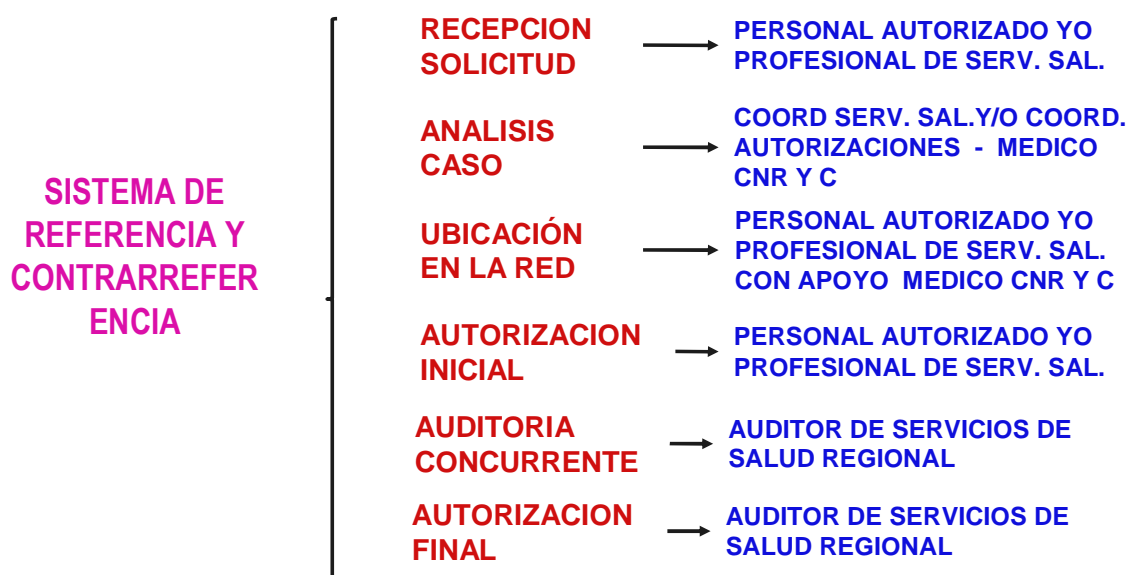 SISTEMA DE
REFERENCIA Y
CONTRARREFER
ENCIA
RECEPCION
SOLICITUD
PERSONAL AUTORIZADO YO
PROFESIONAL DE SERV. SAL.
ANALISIS
CASO
COORD SERV. SAL.Y/O COORD.
AUTORIZACIONES - MEDICO
CNR Y C
UBICACIÓN
EN LA RED
PERSONAL AUTORIZADO YO
PROFESIONAL DE SERV. SAL.
CON APOYO MEDICO CNR Y C
AUTORIZACION
INICIAL
PERSONAL AUTORIZADO YO
PROFESIONAL DE SERV. SAL.
AUDITORIA
CONCURRENTE
AUDITOR DE SERVICIOS DE
SALUD REGIONAL
AUTORIZACION
FINAL
AUDITOR DE SERVICIOS DE
SALUD REGIONAL